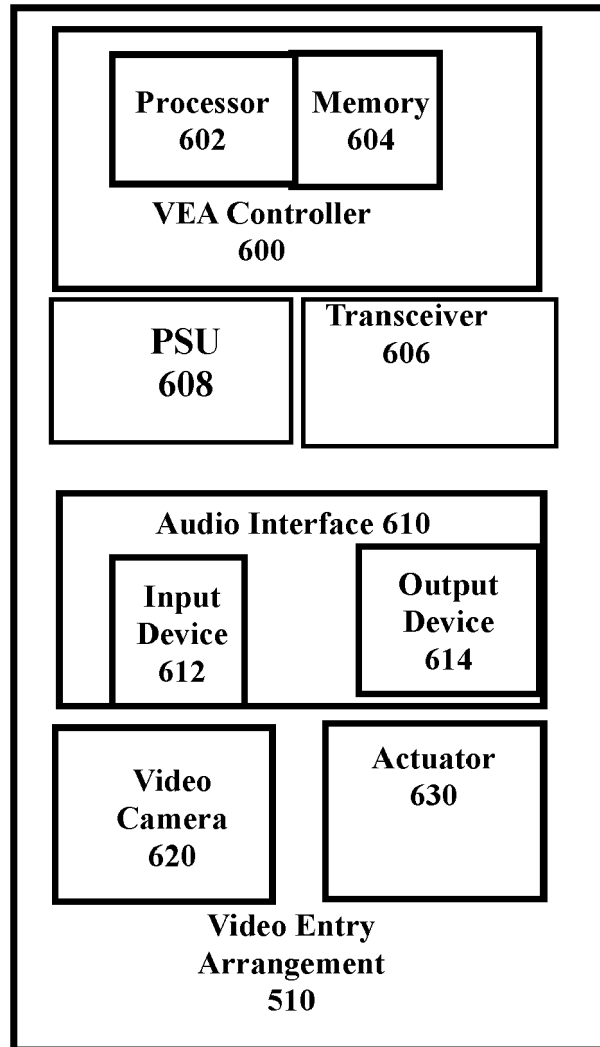 Processor
602
Memory
604
VEA Controller
600
PSU
608
Transceiver
606
Audio Interface 610
Input
Device
612
Output
Device
614
Video
Camera
620
Actuator
630
Video Entry
Arrangement
510